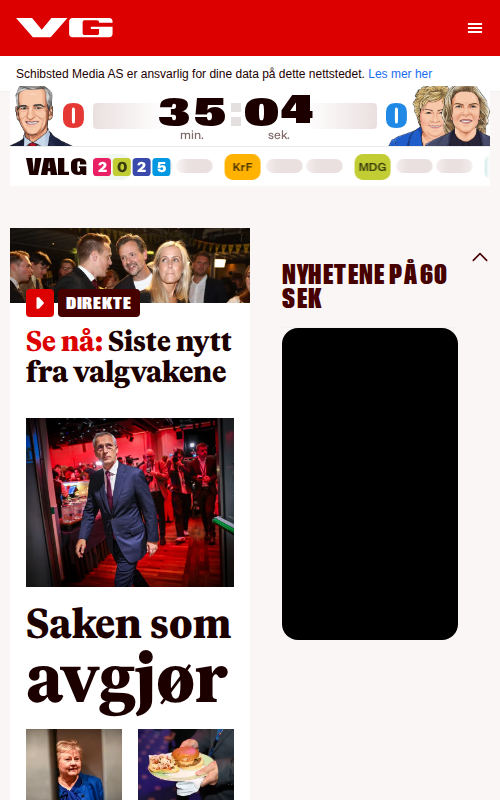 VG
Schibsted Media AS er ansvarlig for dine data på dette nettstedet. Les mer her
0 35:04 0
min. sek.
VALG 2025 KrF MDG
DIREKTE
Se nå: Siste nytt
fra valgvakene
Saken som
avgjør
NYHETENE PÅ 60
SEK